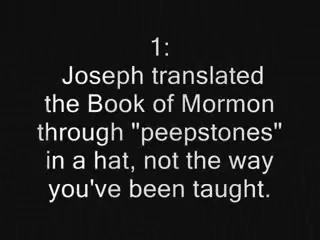 1:
Joseph translated
the Book of Mormon
through "peepstones"
in a hat, not the way
you've been taught.